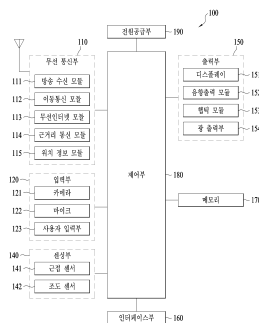 100
190
전원공급부
110
무선 통신부
111
방송 수신 모듈
112
이동통신 모듈
113
무선인터넷 모듈
114
근거리 통신 모듈
115
위치 정보 모듈
120
입력부
121
카메라
122
마이크
123
사용자 입력부
140
센싱부
141
근접 센서
142
조도 센서
180
제어부
150
출력부
디스플레이
151
음향출력 모듈
152
햅틱 모듈
153
광 출력부
154
메모리
170
인터페이스부
160